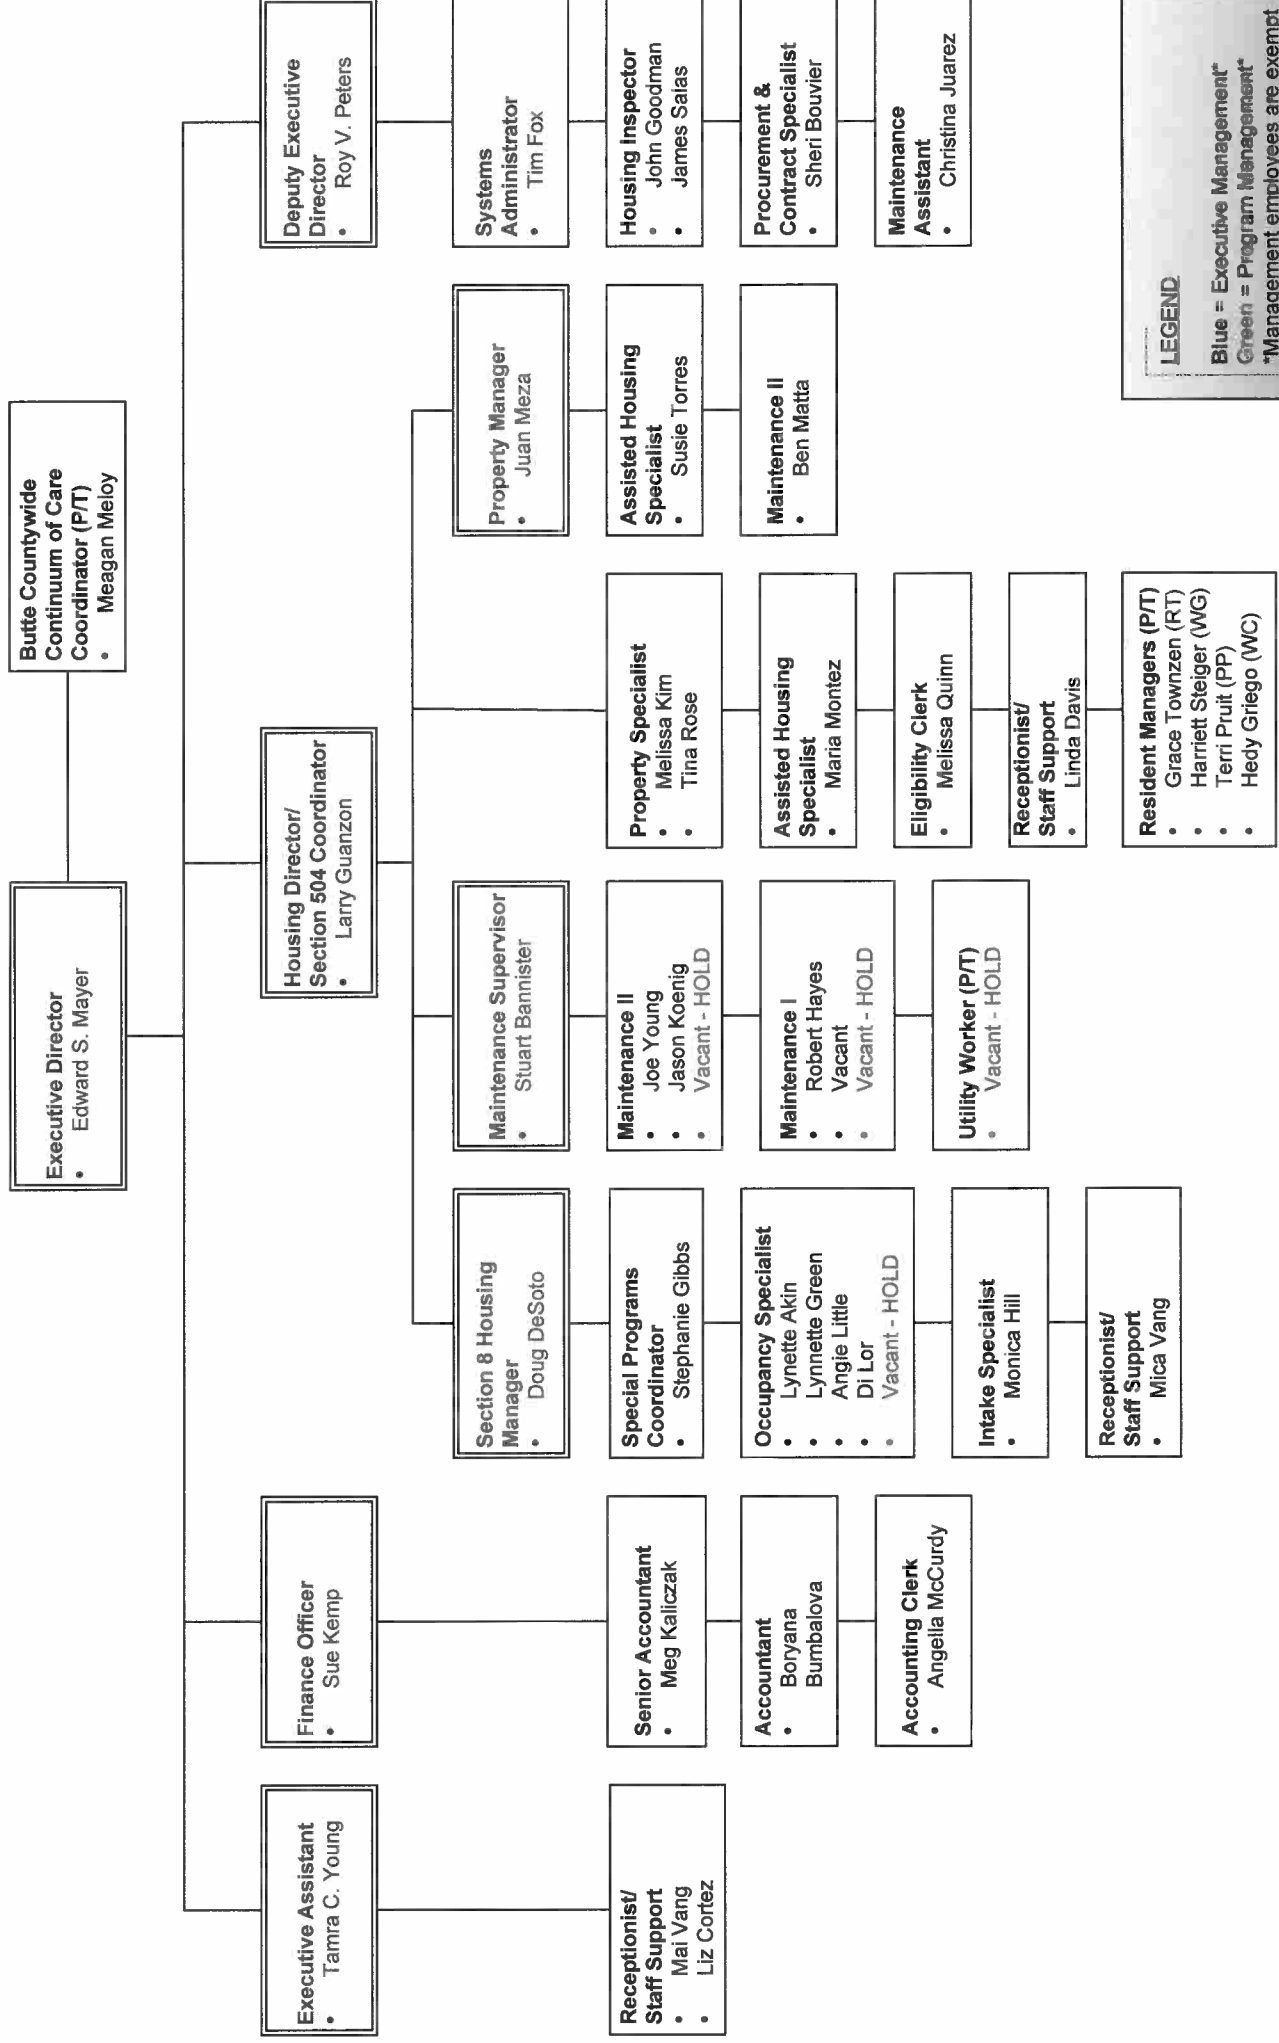 Executive Director
• Edward S. Mayer
Butte Countywide
Continuum of Care
Coordinator (P/T)
• Meagan Meloy
Executive Assistant
• Tamra C. Young
Receptionist/
Staff Support
• Mai Vang
• Liz Cortez
Finance Officer
• Sue Kemp
Senior Accountant
• Meg Kaliczak
Accountant
• Boryana
Bumbalova
Accounting Clerk
• Angella McCurdy
Housing Director/
Section 504 Coordinator
• Larry Guanzon
Section 8 Housing
Manager
• Doug DeSoto
Special Programs
Coordinator
• Stephanie Gibbs
Occupancy Specialist
• Lynette Akin
• Lynnette Green
• Angie Little
• Di Lor
• Vacant - HOLD
Intake Specialist
• Monica Hill
Receptionist/
Staff Support
• Mica Vang
Maintenance Supervisor
• Stuart Bannister
Maintenance II
• Joe Young
• Jason Koenig
• Vacant - HOLD
Maintenance I
• Robert Hayes
• Vacant
• Vacant - HOLD
Utility Worker (P/T)
• Vacant - HOLD
Property Specialist
• Melissa Kim
• Tina Rose
Assisted Housing
Specialist
• Maria Montez
Eligibility Clerk
• Melissa Quinn
Receptionist/
Staff Support
• Linda Davis
Resident Managers (P/T)
• Grace Townzen (RT)
• Harriett Steiger (WG)
• Terri Pruit (PP)
• Hedy Griego (WC)
Property Manager
• Juan Meza
Assisted Housing
Specialist
• Susie Torres
Maintenance II
• Ben Matta
Deputy Executive
Director
• Roy V. Peters
Systems
Administrator
• Tim Fox
Housing Inspector
• John Goodman
• James Salas
Procurement &
Contract Specialist
• Sheri Bouvier
Maintenance
Assistant
• Christina Juarez
LEGEND
Blue = Executive Management*
Green = Program Management*
*Management employees are exempt